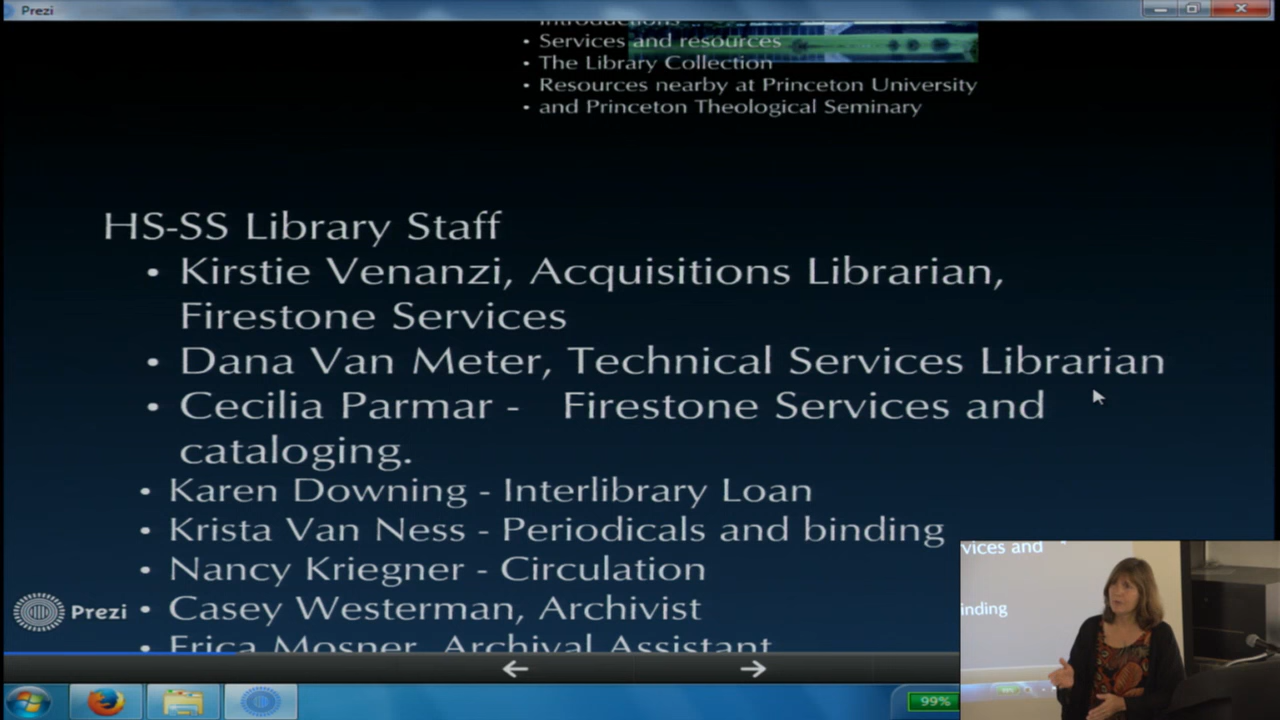 Prezi
Introductions
• Services and resources
• The Library Collection
• Resources nearby at Princeton University
• and Princeton Theological Seminary
HS-SS Library Staff
• Kirstie Venanzi, Acquisitions Librarian,
Firestone Services
• Dana Van Meter, Technical Services Librarian
• Cecilia Parmar - Firestone Services and
cataloging.
• Karen Downing - Interlibrary Loan
• Krista Van Ness - Periodicals and binding
• Nancy Kriegner - Circulation
• Casey Westerman, Archivist
• Erica Mosner, Archival Assistant
Prezi
99%
vices and
inding